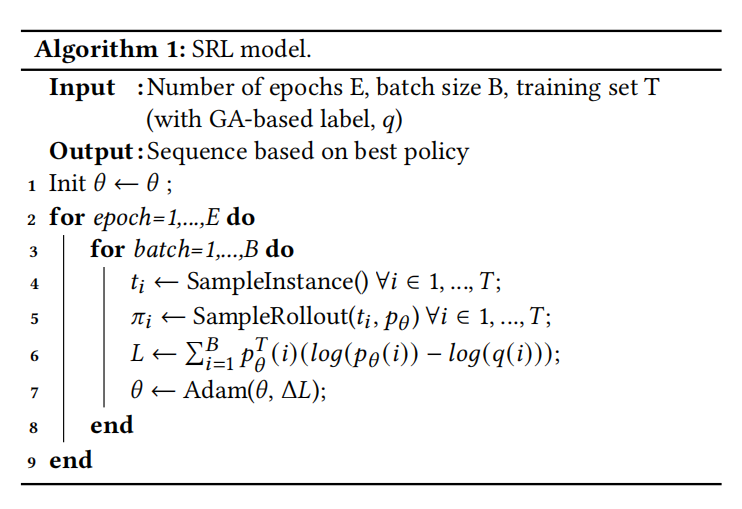 Algorithm 1: SRL model.
Input :Number of epochs E, batch size B, training set T
(with GA-based label, q)
Output:Sequence based on best policy
1 Init θ ← θ ;
2 for epoch=1,...,E do
3 for batch=1,...,B do
4 t_i ← SampleInstance() ∀i ∈ 1, ..., T;
5 π_i ← SampleRollout(t_i, p_θ) ∀i ∈ 1, ..., T;
6 L ← ∑_{i=1}^{B} p_θ^T(i)(log(p_θ(i)) − log(q(i)));
7 θ ← Adam(θ, ΔL);
8 end
9 end